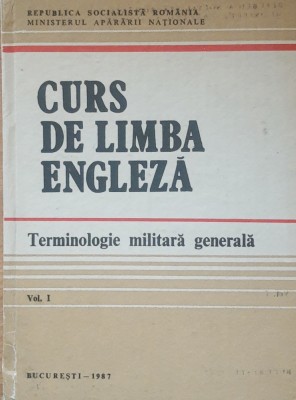 REPUBLICA SOCIALISTĂ ROMÂNIA
MINISTERUL APĂRĂRII NAȚIONALE
CURS
DE LIMBA
ENGLEZĂ
Terminologie militară generală
Vol. I
BUCUREȘTI – 1987